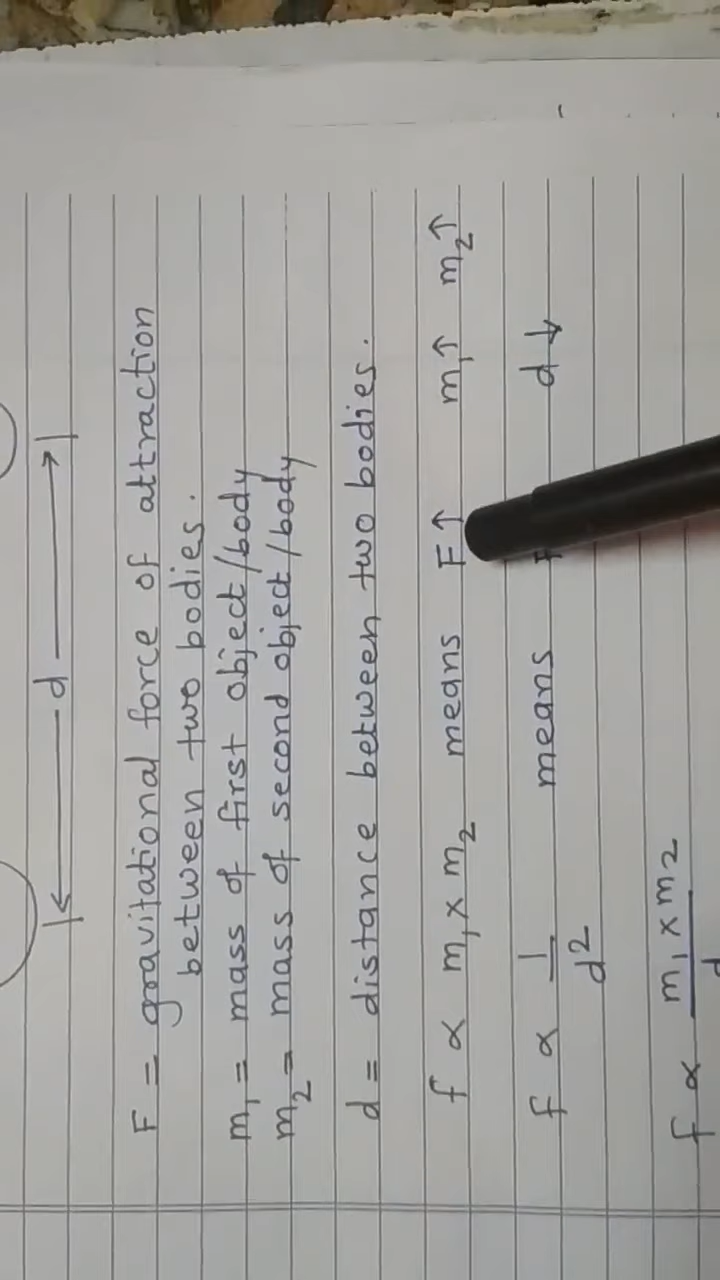 d
F = gravitational force of attraction
between two bodies.
m₁ = mass of first object/body
m₂ = mass of second object/body
d = distance between two bodies.
f ∝ m₁ × m₂ means F↑ m₁↑ m₂↑
f ∝ 1/d² means d↓
f ∝ m₁ × m₂